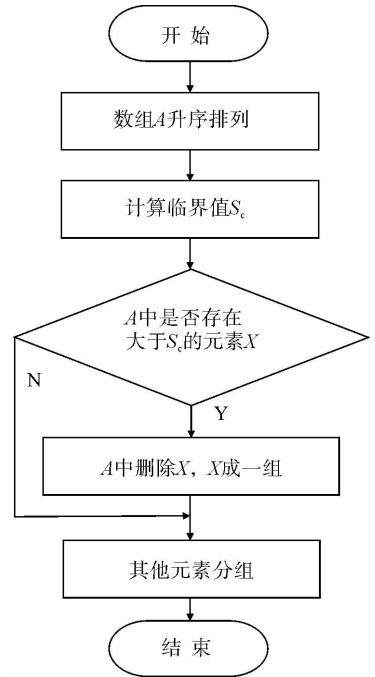 开 始
数组A升序排列
计算临界值Sc
A中是否存在
大于Sc的元素X
N
Y
A中删除X，X成一组
其他元素分组
结 束